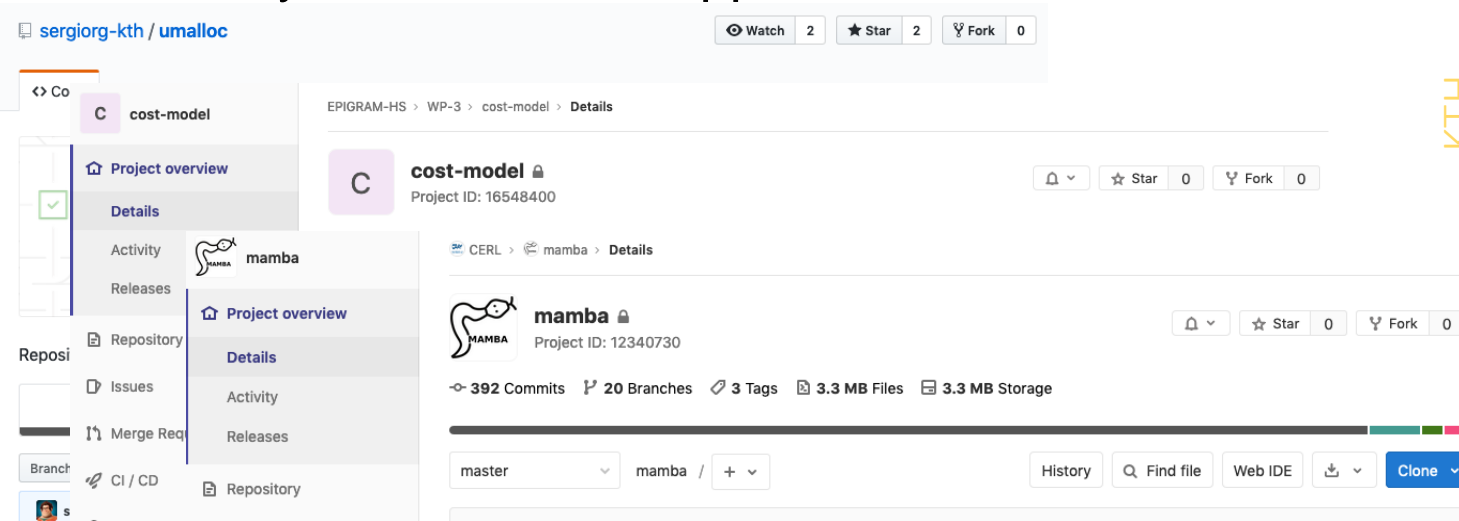 sergiorg-kth / umalloc
Watch 2 Star 2 Fork 0
<> Co
C cost-model
EPIGRAM-HS > WP-3 > cost-model > Details
Project overview
C
cost-model
Project ID: 16548400
Star 0 Fork 0
Details
Activity
Releases
Repository
Issues
CI / CD
Reposi
Branch
MAMBA
mamba
CERL > mamba > Details
Project overview
MAMBA
mamba
Project ID: 12340730
Star 0 Fork 0
Details
Activity
Releases
Repository
392 Commits 20 Branches 3 Tags 3.3 MB Files 3.3 MB Storage
Merge Req
master mamba / +
History Find file Web IDE Clone
KTH